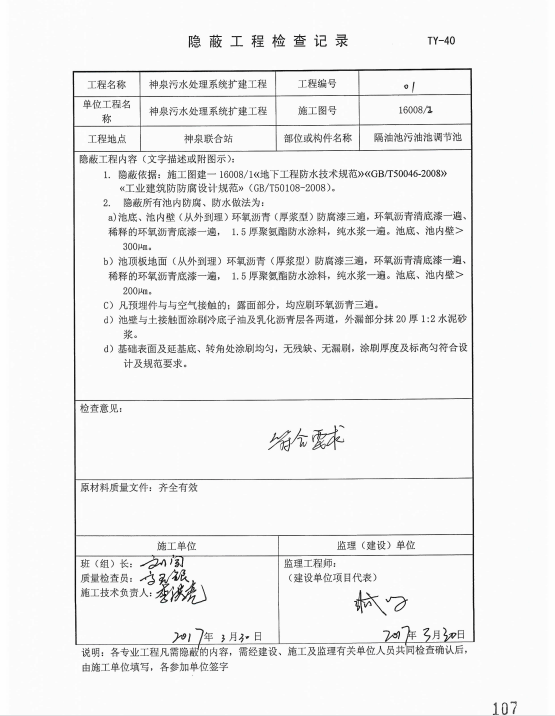 隐蔽工程检查记录 TY-40
工程名称 神泉污水处理系统扩建工程 工程编号 01
单位工程名称 神泉污水处理系统扩建工程 施工图号 16008/2
工程地点 神泉联合站 部位或构件名称 隔油池污油池调节池
隐蔽工程内容（文字描述或附图示）：
1. 隐蔽依据：施工图建一 16008/1《地下工程防水技术规范》《GB/T50046-2008》
《工业建筑防防腐设计规范》（GB/T50108-2008）。
2. 隐蔽所有池内防腐、防水做法为：
a)池底、池内壁（从外到理）环氧沥青（厚浆型）防腐漆三遍，环氧沥青清底漆一遍、
稀释的环氧沥青底漆一遍， 1.5 厚聚氨酯防水涂料，纯水浆一遍。池底、池内壁>
300μm。
b）池顶板地面（从外到理）环氧沥青（厚浆型）防腐漆三遍，环氧沥青清底漆一遍、
稀释的环氧沥青底漆一遍， 1.5 厚聚氨酯防水涂料，纯水浆一遍。池底、池内壁>
200μm。
C）凡预埋件与与空气接触的；露面部分，均应刷环氧沥青三遍。
d）池壁与土接触面涂刷冷底子油及乳化沥青层各两道，外漏部分抹 20 厚 1:2 水泥砂
浆。
d）基础表面及延基底、转角处涂刷均匀，无残缺、无漏刷，涂刷厚度及标高匀符合设
计及规范要求。
检查意见：
符合要求
原材料质量文件：齐全有效
施工单位 监理（建设）单位
班（组）长： 监理工程师：
质量检查员： （建设单位项目代表）
施工技术负责人：
2017年 3月30日 2017年 3月30日
说明：各专业工程凡需隐蔽的内容，需经建设、施工及监理有关单位人员共同检查确认后，
由施工单位填写，各参加单位签字
107